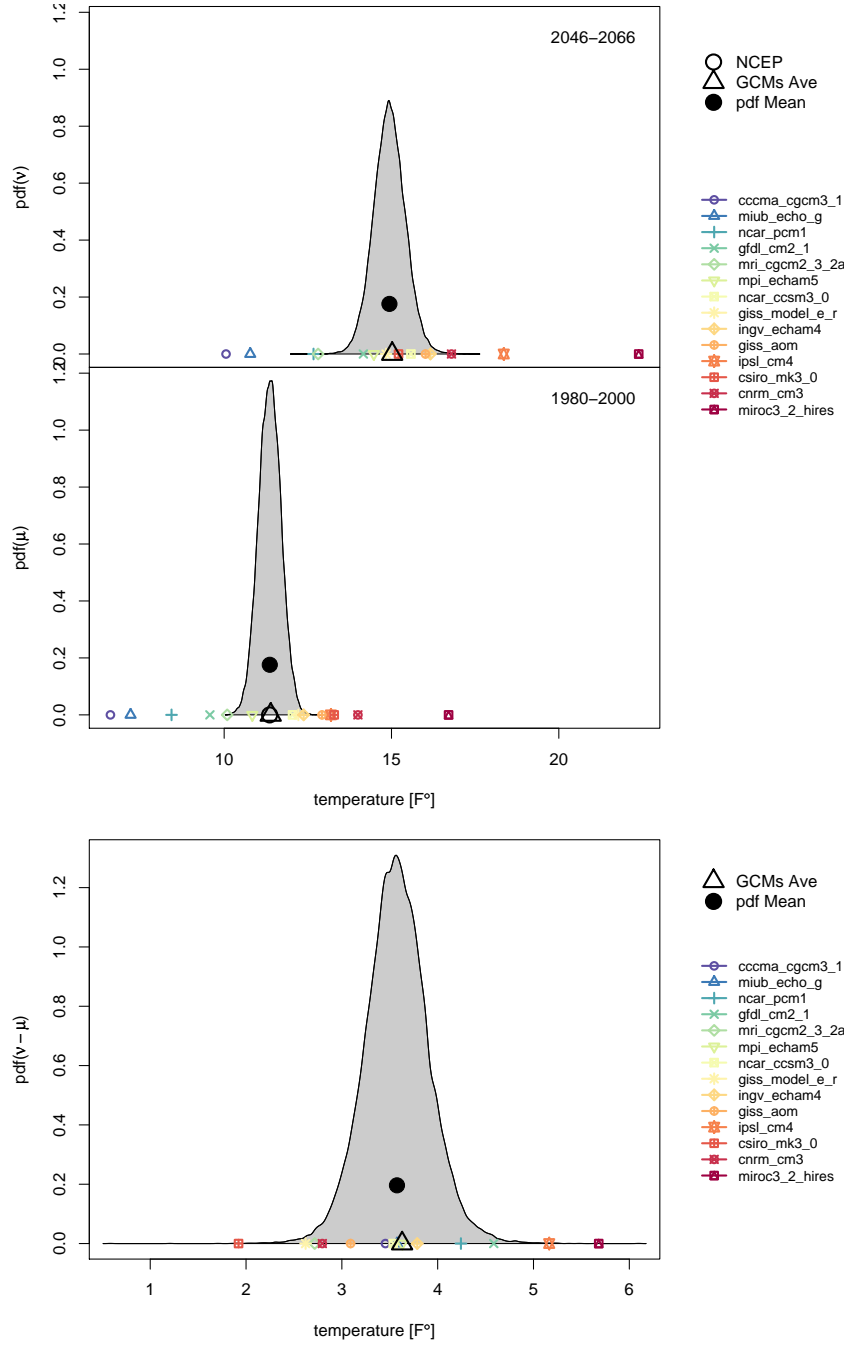 2046−2066
NCEP
GCMs Ave
pdf Mean
pdf(ν)
0.0 0.2 0.4 0.6 0.8 1.0 1.2
cccma_cgcm3_1
miub_echo_g
ncar_pcm1
gfdl_cm2_1
mri_cgcm2_3_2a
mpi_echam5
ncar_ccsm3_0
giss_model_e_r
ingv_echam4
giss_aom
ipsl_cm4
csiro_mk3_0
cnrm_cm3
miroc3_2_hires
1980−2000
pdf(μ)
0.0 0.2 0.4 0.6 0.8 1.0 1.2
10 15 20
temperature [F°]
GCMs Ave
pdf Mean
pdf(ν − μ)
0.0 0.2 0.4 0.6 0.8 1.0 1.2
cccma_cgcm3_1
miub_echo_g
ncar_pcm1
gfdl_cm2_1
mri_cgcm2_3_2a
mpi_echam5
ncar_ccsm3_0
giss_model_e_r
ingv_echam4
giss_aom
ipsl_cm4
csiro_mk3_0
cnrm_cm3
miroc3_2_hires
1 2 3 4 5 6
temperature [F°]